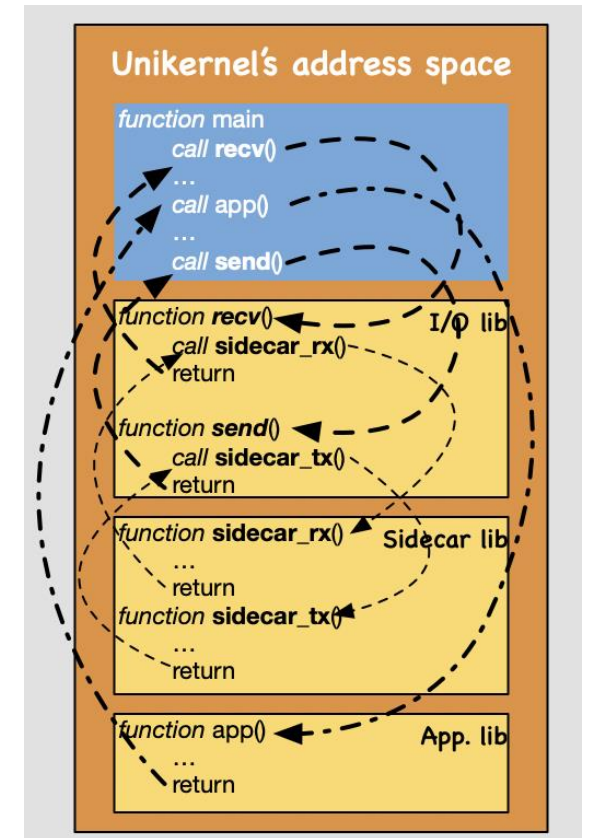 Unikernel's address space
function main
call recv()
...
call app()
...
call send()
function recv() I/O lib
call sidecar_rx()
return
function send()
call sidecar_tx()
return
function sidecar_rx() Sidecar lib
...
return
function sidecar_tx()
...
return
function app() App. lib
...
return